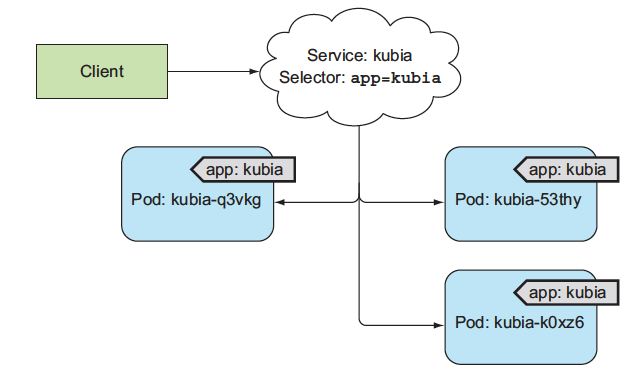 Client
Service: kubia
Selector: app=kubia
app: kubia
Pod: kubia-q3vkg
app: kubia
Pod: kubia-53thy
app: kubia
Pod: kubia-k0xz6